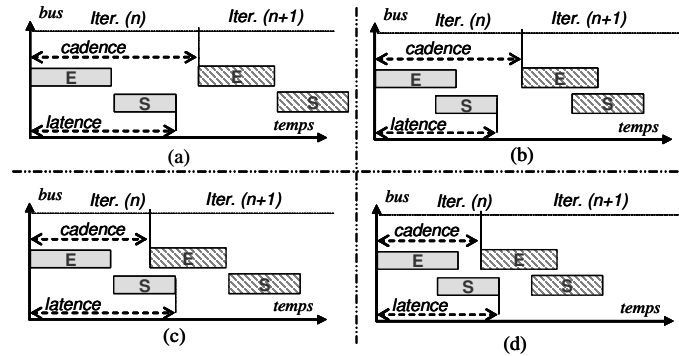 bus Iter. (n) Iter. (n+1)
cadence
E E
S S
latence temps
(a)
bus Iter. (n) Iter. (n+1)
cadence
E E
S S
latence temps
(b)
bus Iter. (n) Iter. (n+1)
cadence
E E
S S
latence temps
(c)
bus Iter. (n) Iter. (n+1)
cadence
E E
S S
latence temps
(d)